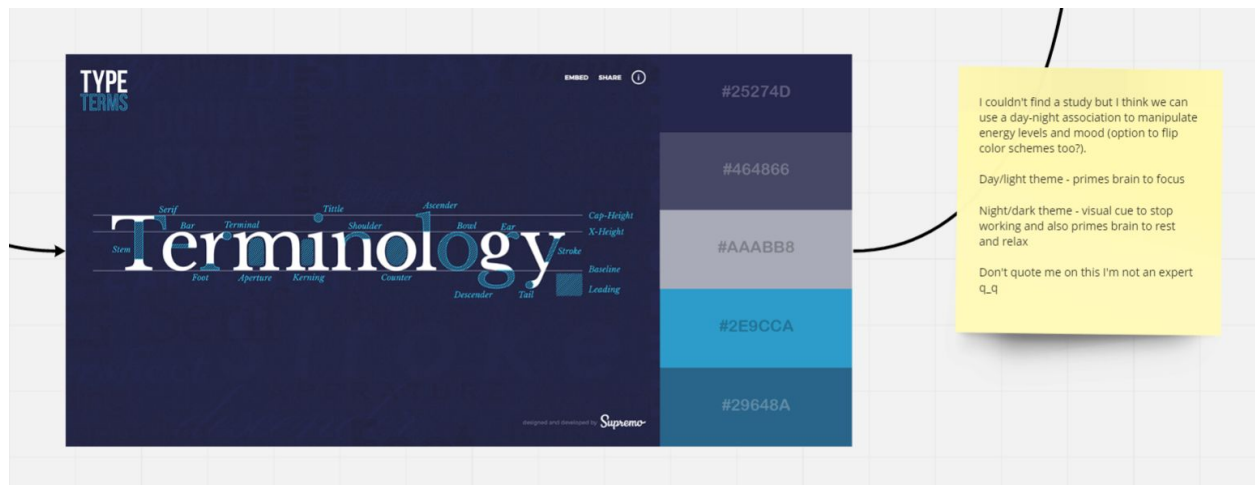 TYPE
TERMS
EMBED SHARE i
Serif
Tittle
Ascender
Cap-Height
Bar
Terminal
Shoulder
Bowl
Ear
X-Height
Stem
Terminology
Stroke
Foot
Aperture
Kerning
Counter
Baseline
Descender
Tail
Leading
designed and developed by Supremo
#25274D
#464866
#AAABB8
#2E9CCA
#29648A
I couldn't find a study but I think we can
use a day-night association to manipulate
energy levels and mood (option to flip
color schemes too?).
Day/light theme - primes brain to focus
Night/dark theme - visual cue to stop
working and also primes brain to rest
and relax
Don't quote me on this I'm not an expert
q_q